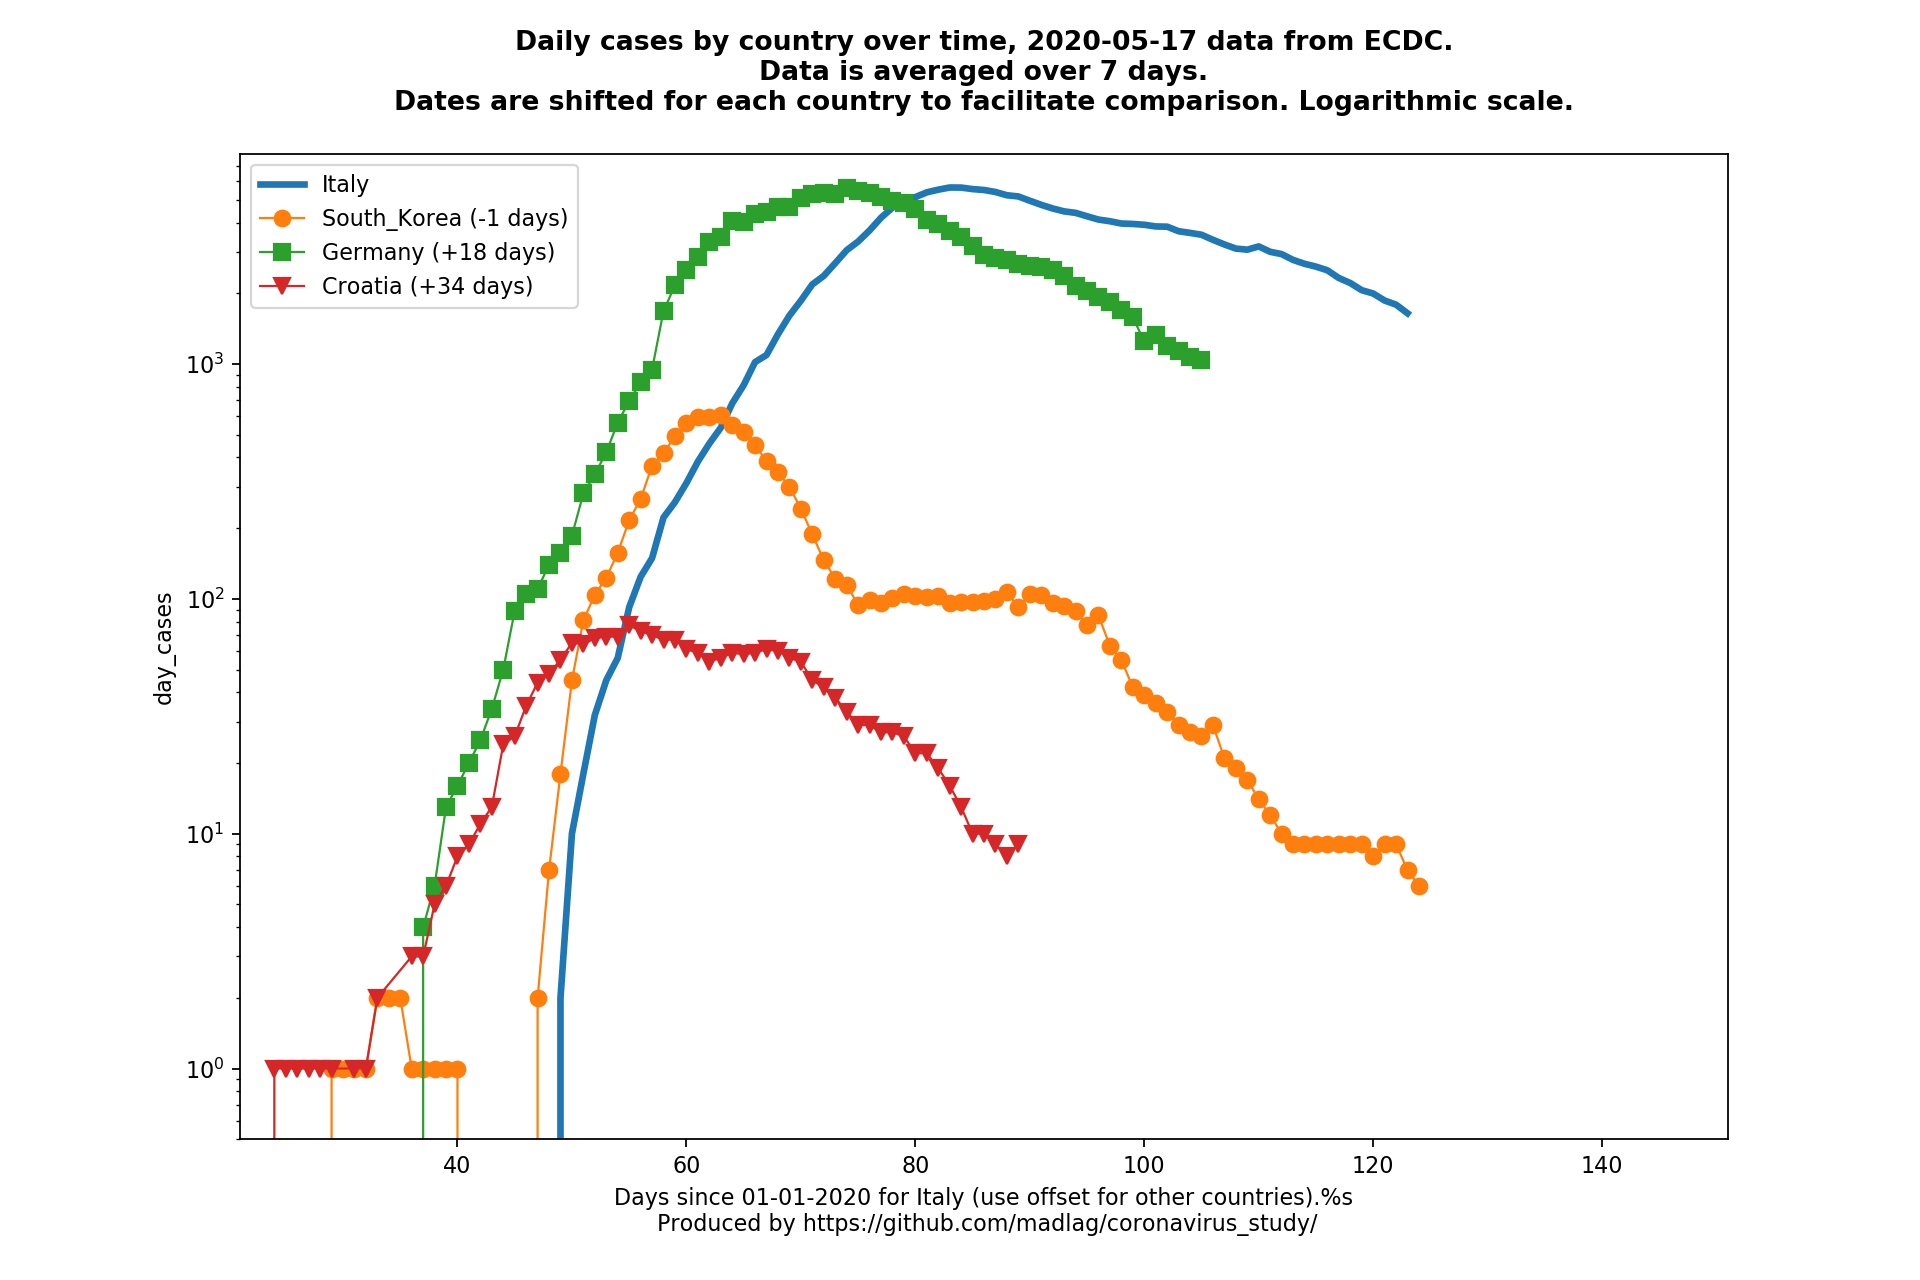 Daily cases by country over time, 2020-05-17 data from ECDC.
Data is averaged over 7 days.
Dates are shifted for each country to facilitate comparison. Logarithmic scale.
Italy
South_Korea (-1 days)
Germany (+18 days)
Croatia (+34 days)
10³
10²
10¹
10⁰
day_cases
40 60 80 100 120 140
Days since 01-01-2020 for Italy (use offset for other countries).%s
Produced by https://github.com/madlag/coronavirus_study/